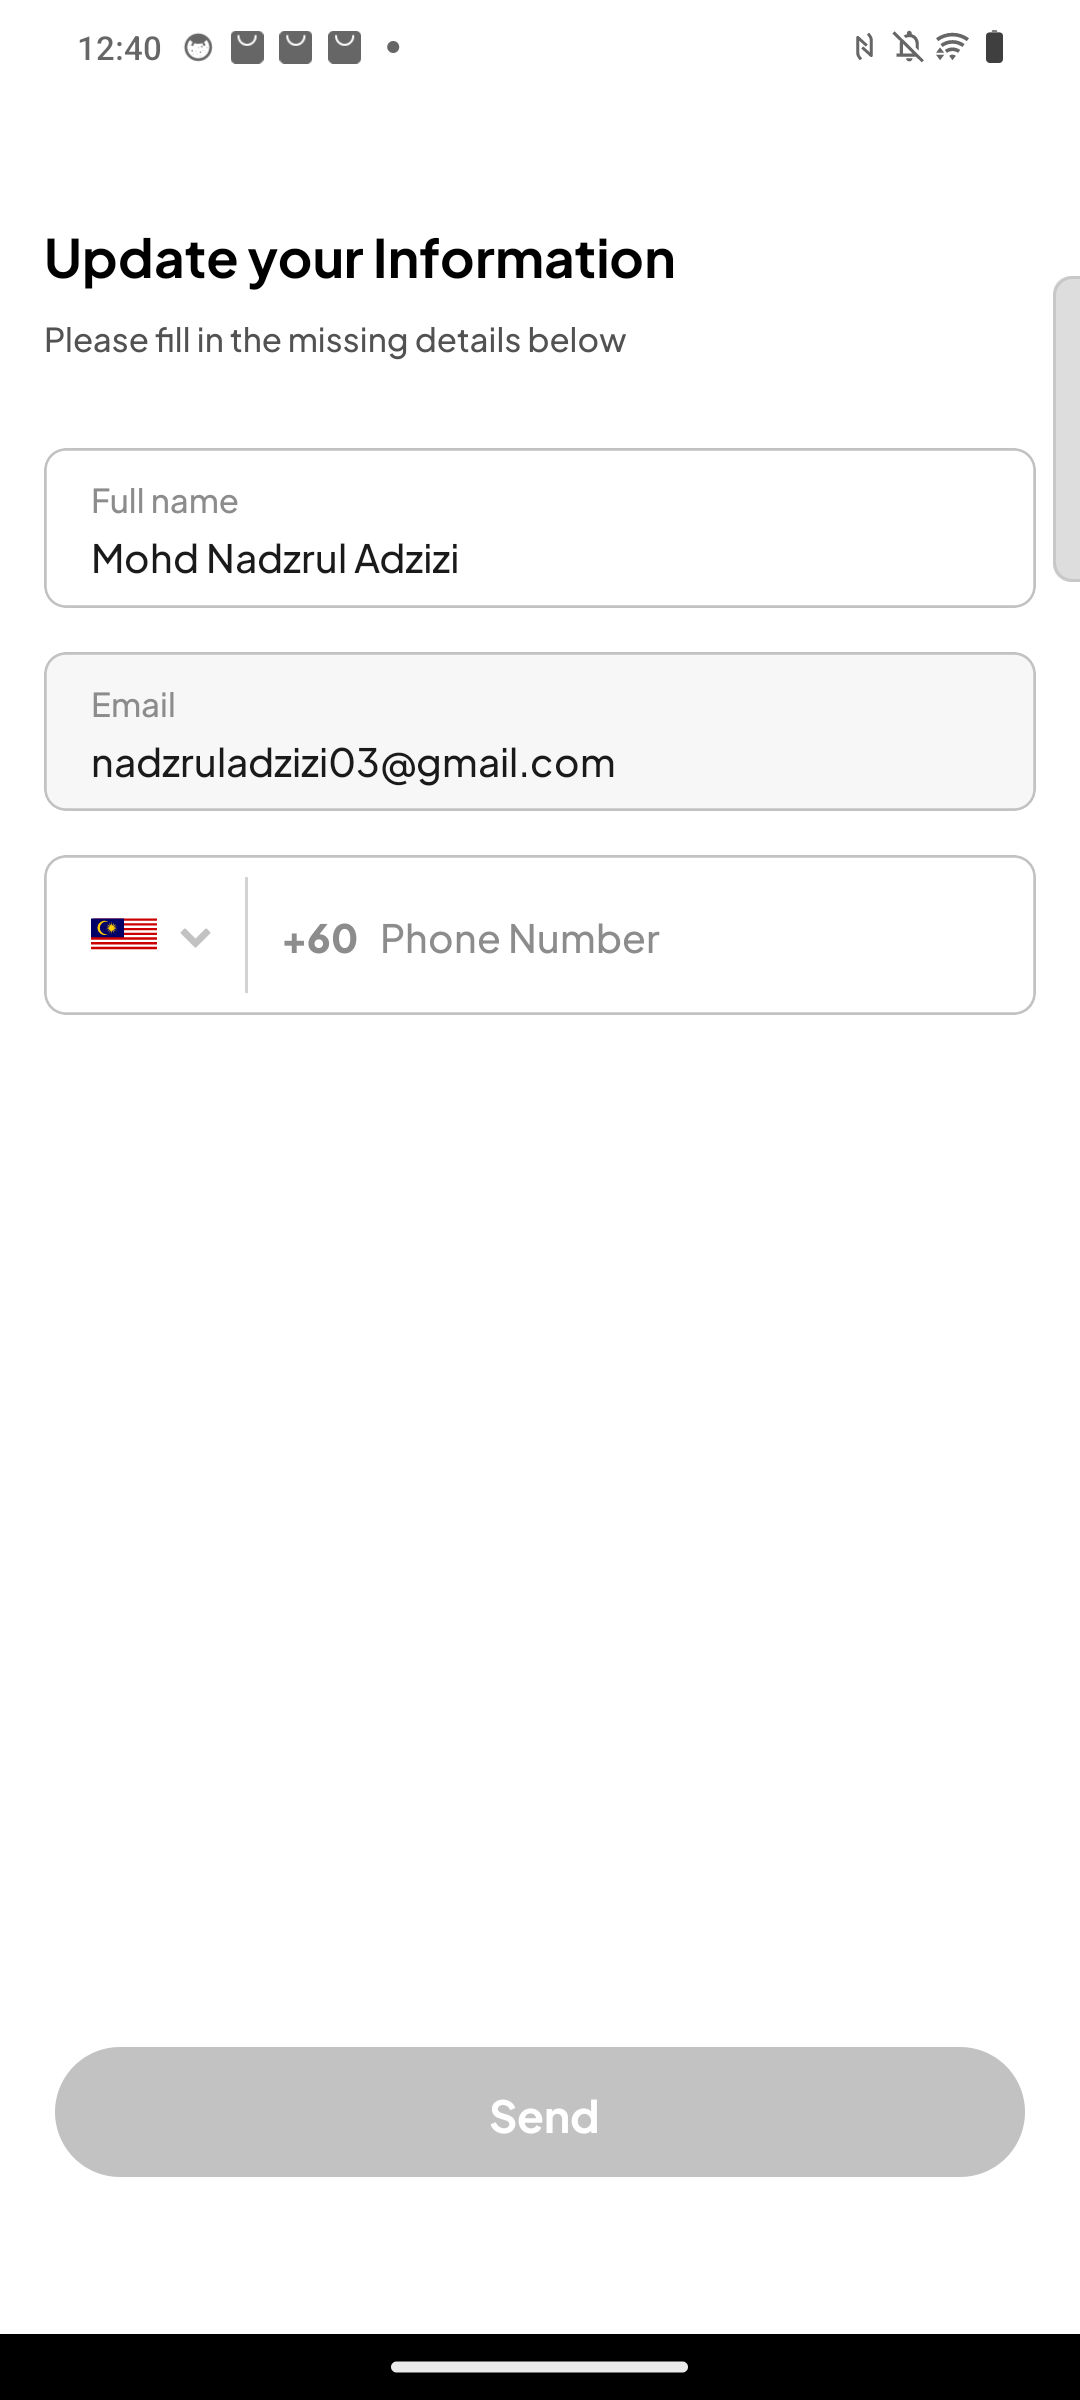 12:40
Update your Information
Please fill in the missing details below
Full name
Mohd Nadzrul Adzizi
Email
nadzruladzizi03@gmail.com
+60 Phone Number
Send